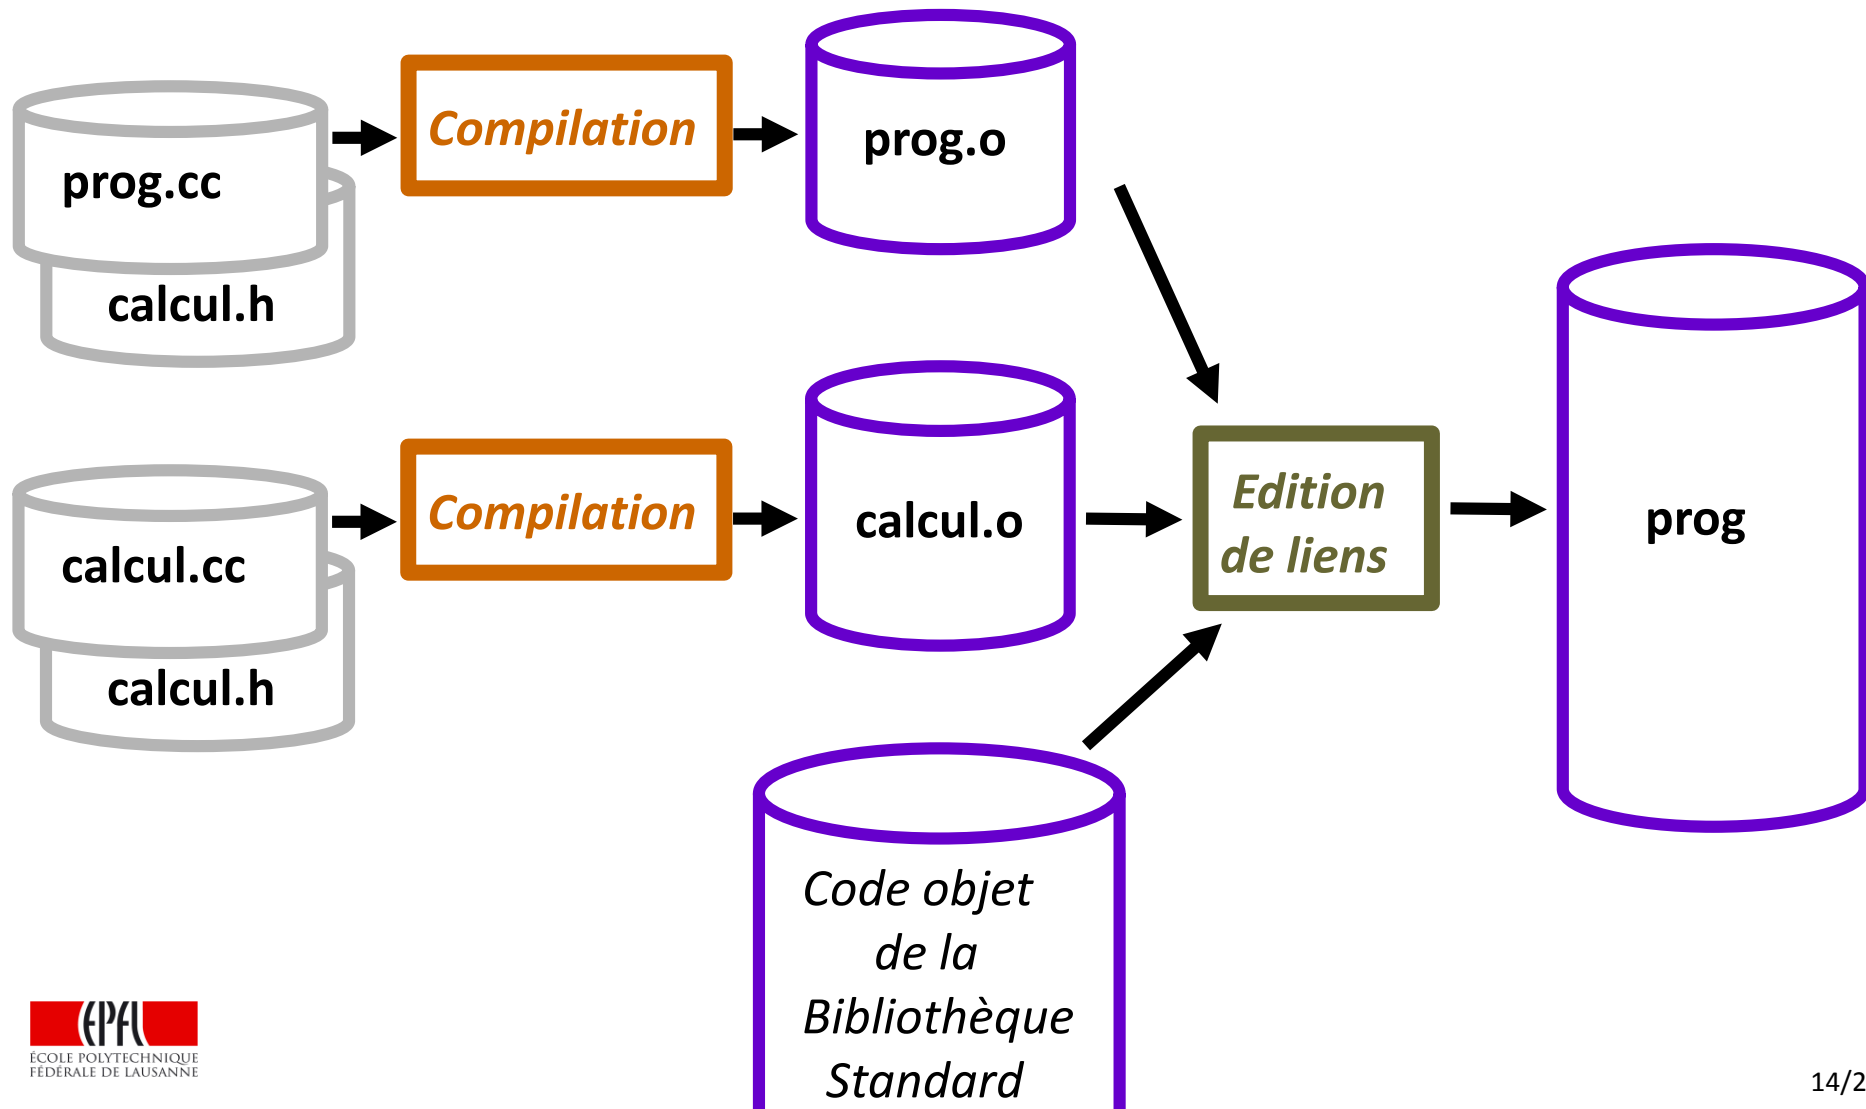 prog.cc
calcul.h
Compilation
prog.o
calcul.cc
calcul.h
Compilation
calcul.o
Edition
de liens
prog
Code objet
de la
Bibliothèque
Standard
EPFL
ÉCOLE POLYTECHNIQUE
FÉDÉRALE DE LAUSANNE
14/2